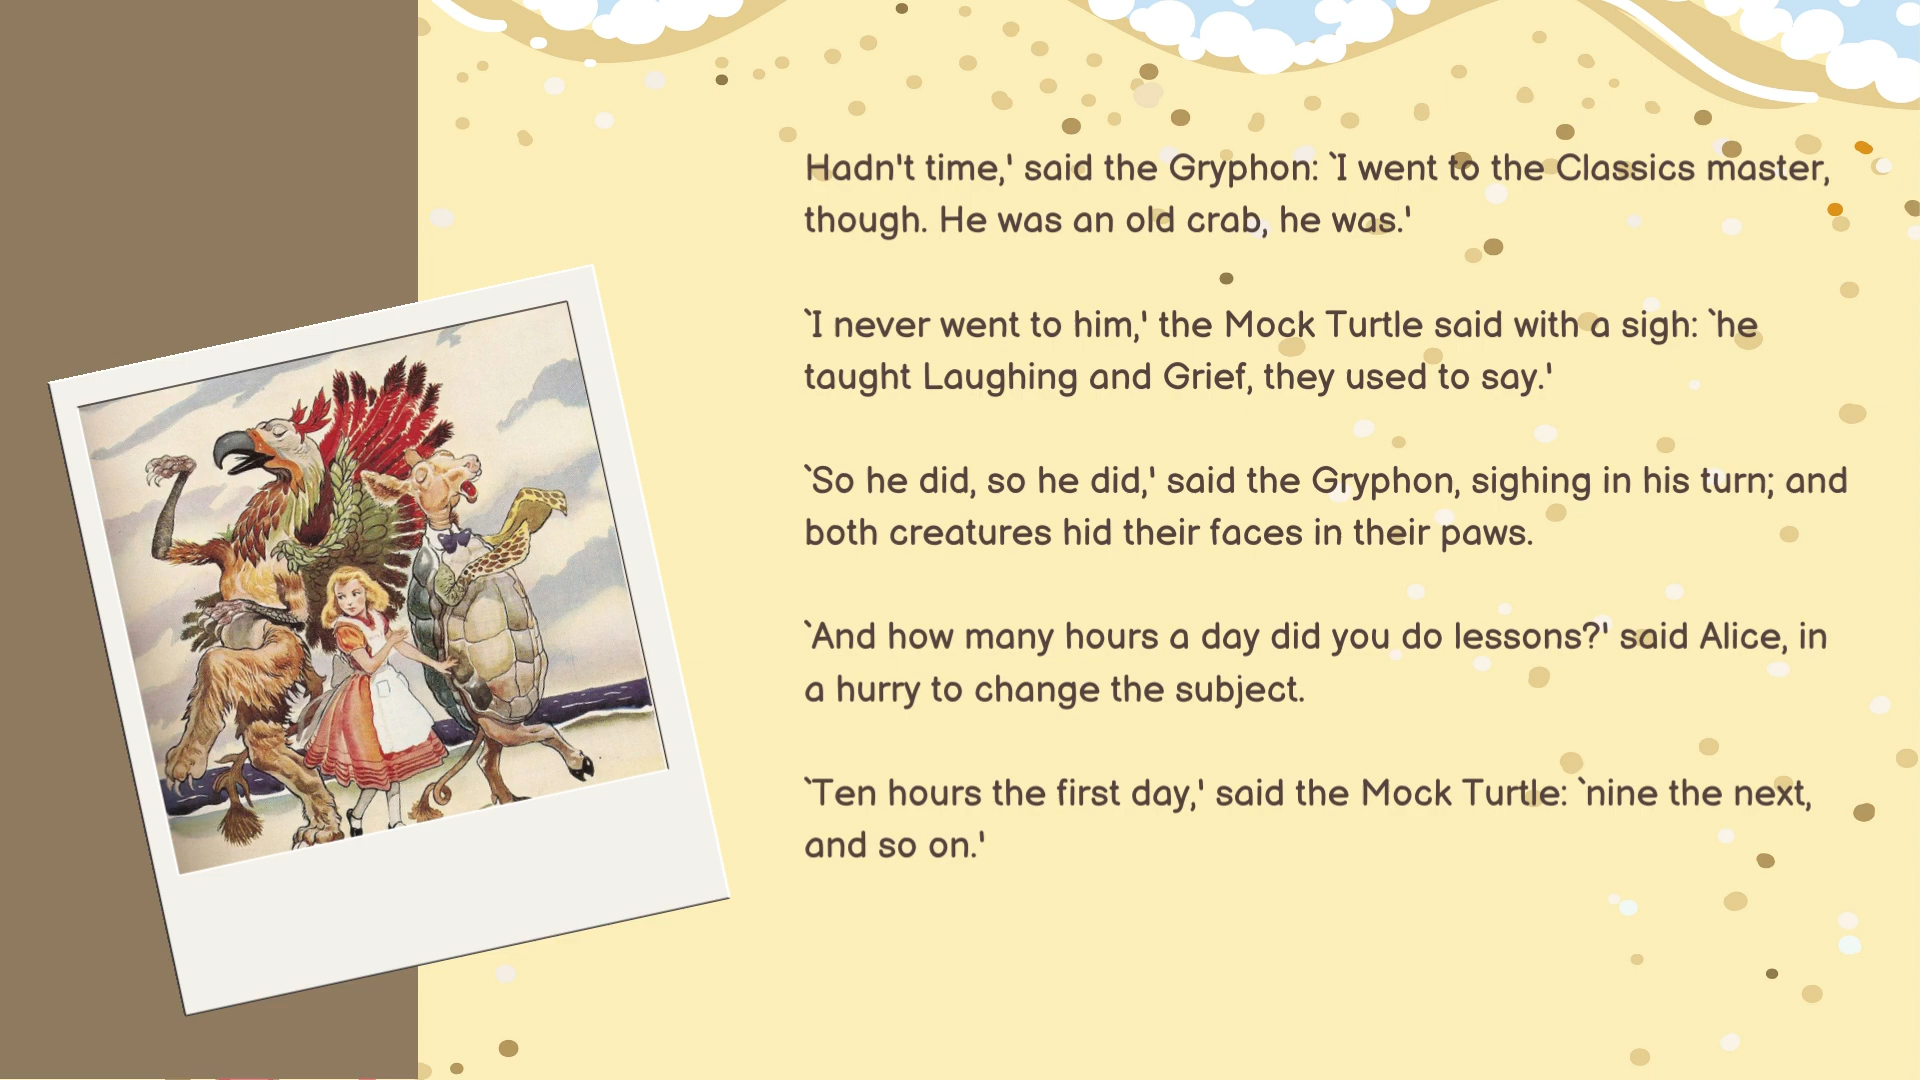 Hadn't time,' said the Gryphon: `I went to the Classics master,
though. He was an old crab, he was.'
`I never went to him,' the Mock Turtle said with a sigh: `he
taught Laughing and Grief, they used to say.'
`So he did, so he did,' said the Gryphon, sighing in his turn; and
both creatures hid their faces in their paws.
`And how many hours a day did you do lessons?' said Alice, in
a hurry to change the subject.
`Ten hours the first day,' said the Mock Turtle: `nine the next,
and so on.'